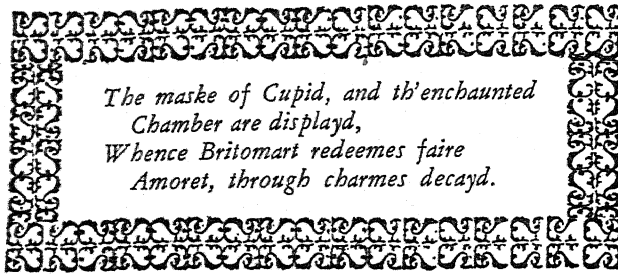 The maske of Cupid, and th'enchaunted
Chamber are displayd,
Whence Britomart redeemes faire
Amoret, through charmes decayd.